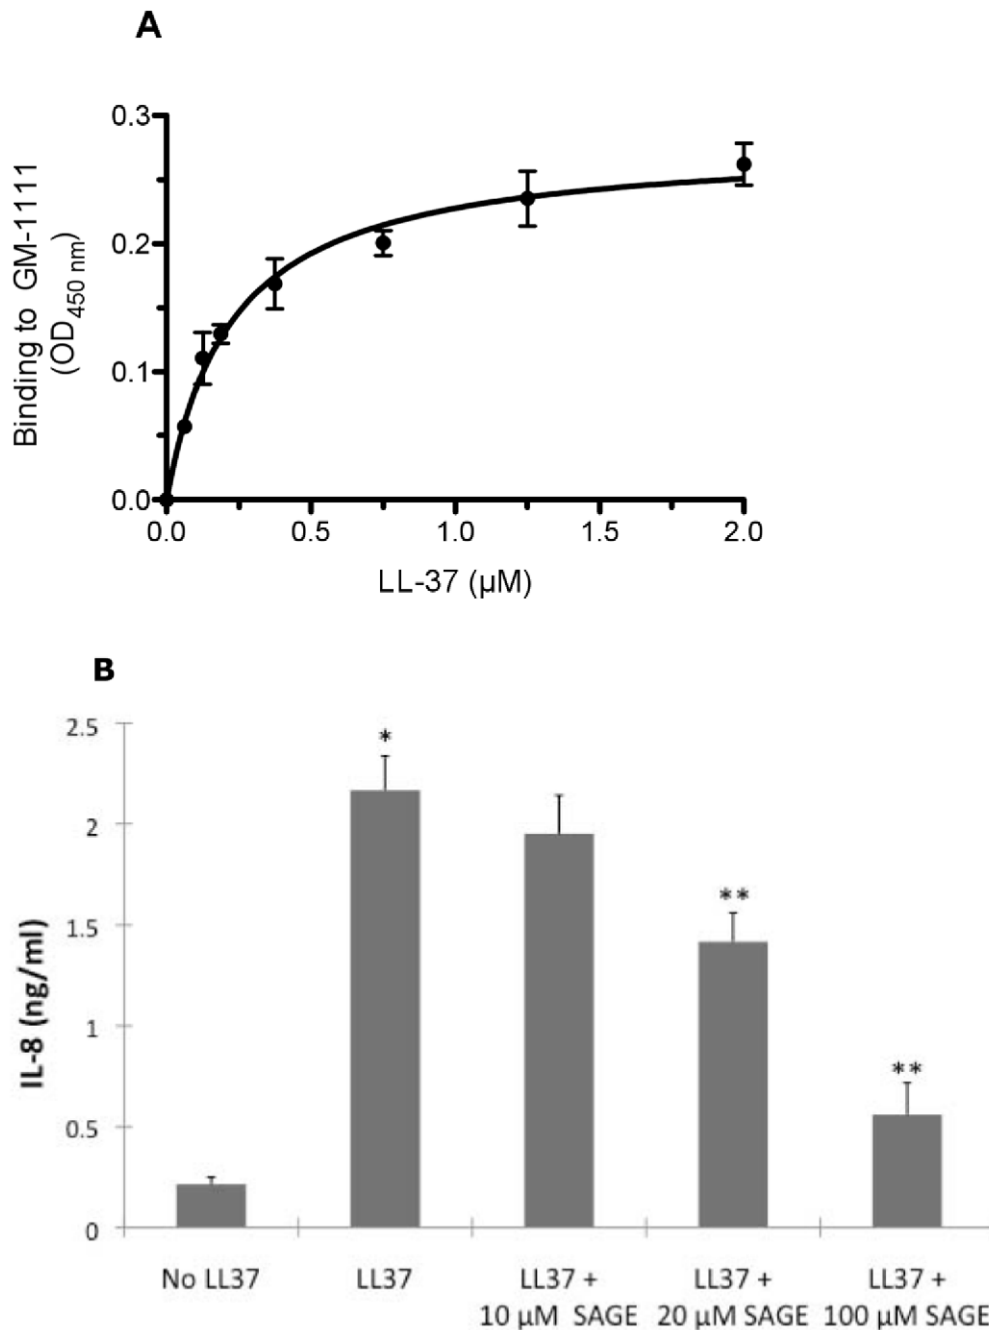 A
0.3
0.2
0.1
0.0
Binding to GM-1111
(OD450 nm)
0.0 0.5 1.0 1.5 2.0
LL-37 (µM)
B
2.5
2
1.5
1
0.5
0
IL-8 (ng/ml)
*
**
**
No LL37 LL37 LL37 + LL37 + LL37 +
10 µM SAGE 20 µM SAGE 100 µM SAGE